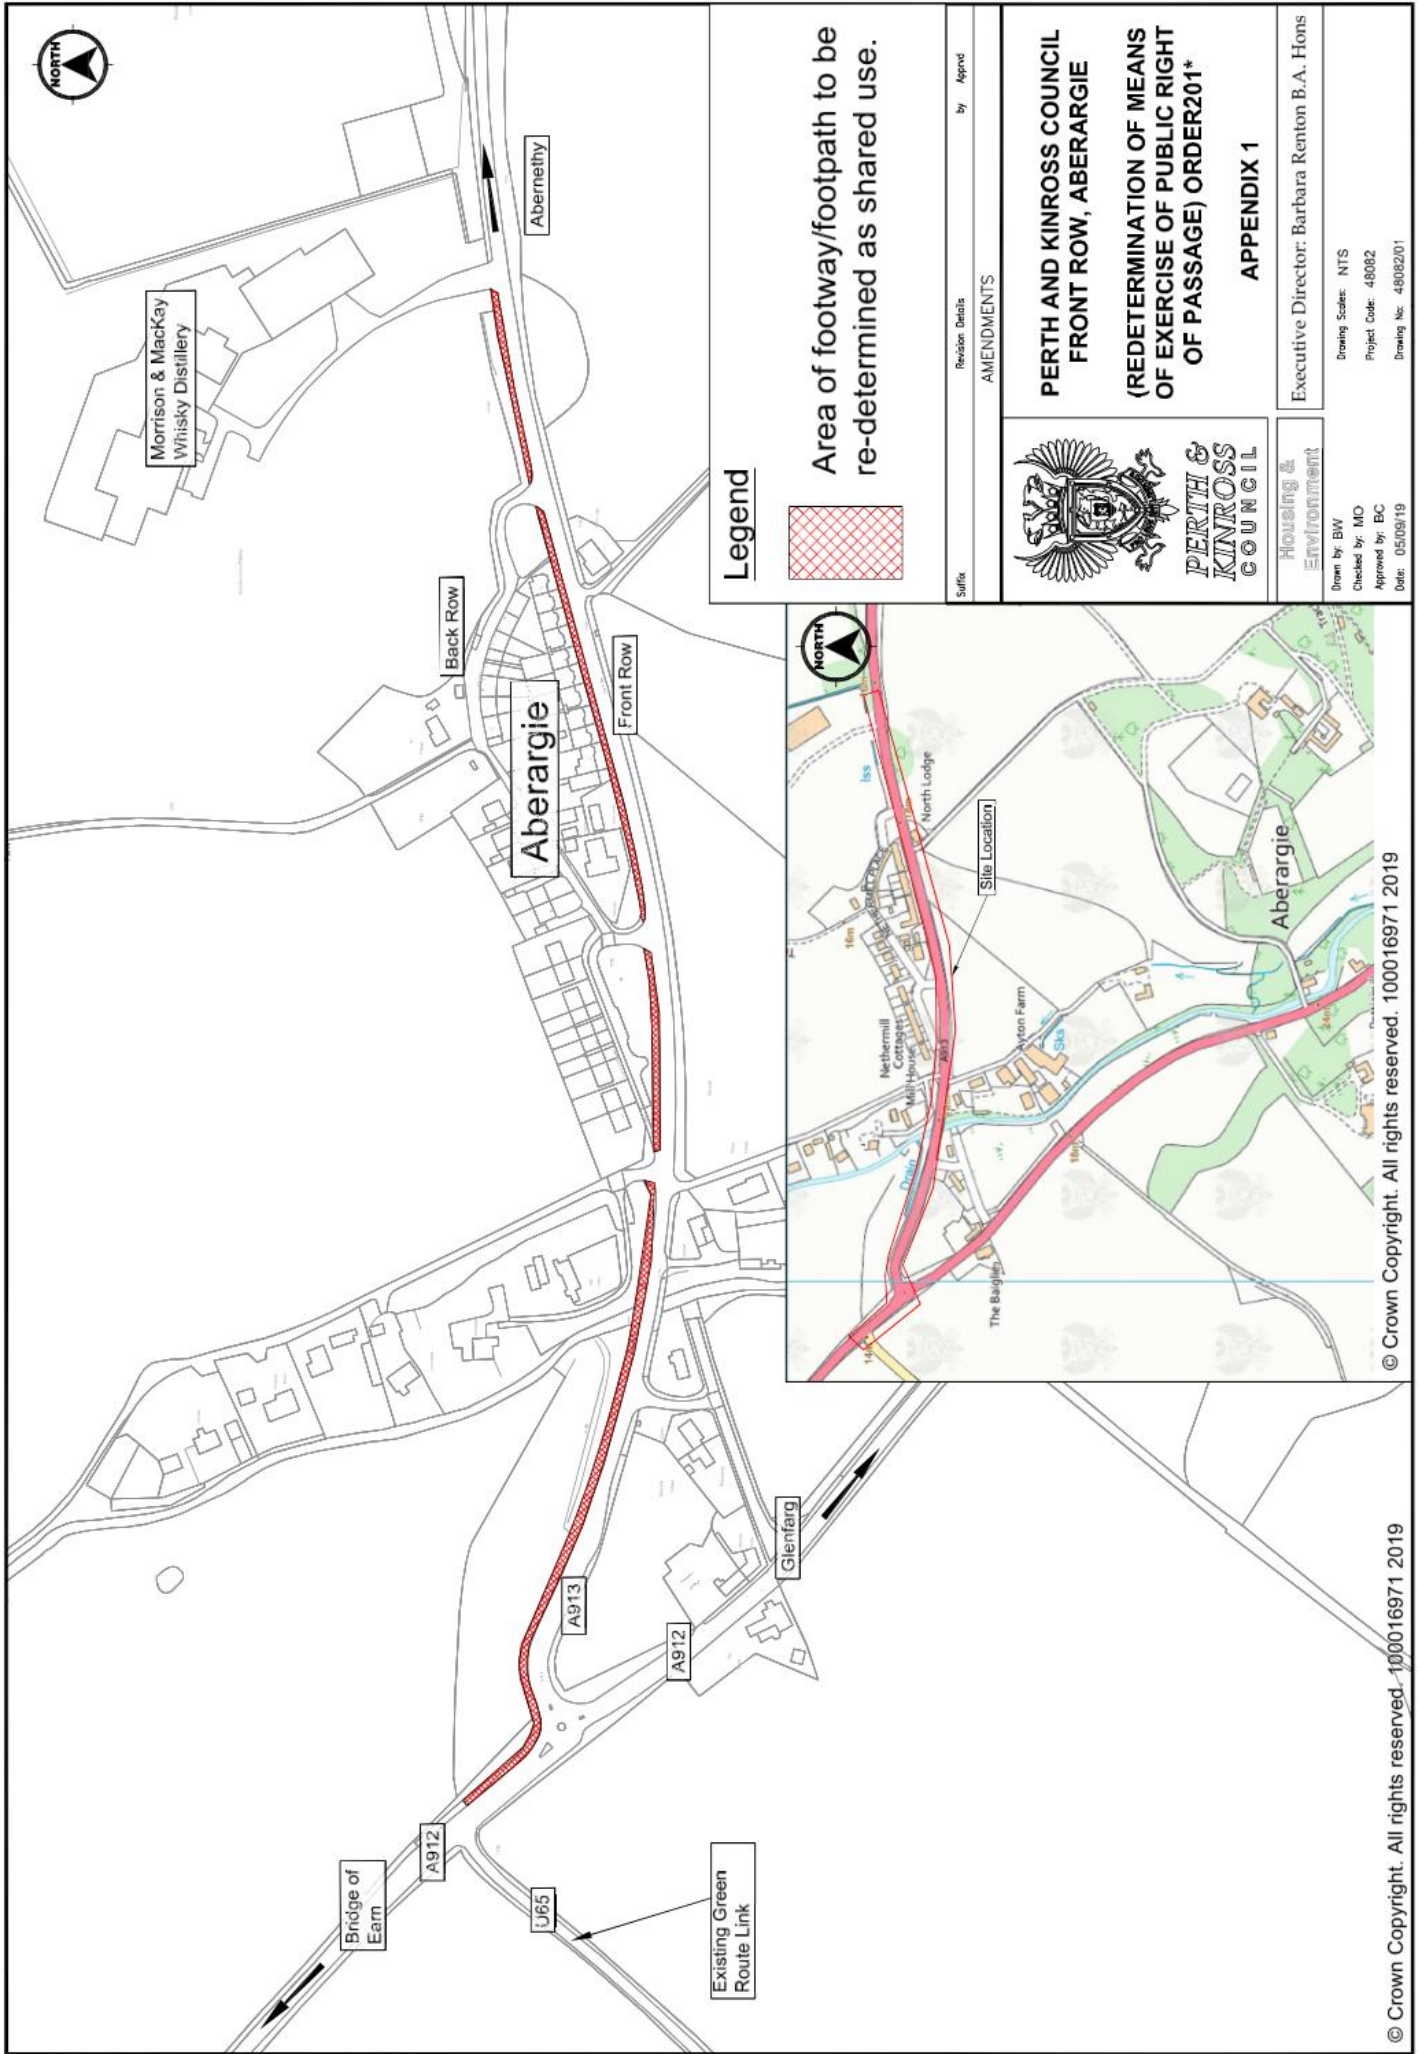 NORTH
Morrison & MacKay
Whisky Distillery
Abernethy
Back Row
Aberargie
Front Row
A913
A912
Glenfarg
Bridge of
Earn
A912
U65
Existing Green
Route Link
Legend
Area of footway/footpath to be
re-determined as shared use.
NORTH
Iss
North Lodge
16m
Nethermill
Cottages
Mill House
A913
Site Location
Ayton Farm
Sks
Drain
18m
The Baiglie
Aberargie
24m
© Crown Copyright. All rights reserved. 100016971 2019
© Crown Copyright. All rights reserved. 100016971 2019
Suffix Revision Details by Apprvd
AMENDMENTS
PERTH &
KINROSS
COUNCIL
PERTH AND KINROSS COUNCIL
FRONT ROW, ABERARGIE
(REDETERMINATION OF MEANS
OF EXERCISE OF PUBLIC RIGHT
OF PASSAGE) ORDER201*
APPENDIX 1
Housing &
Environment
Executive Director: Barbara Renton B.A. Hons
Drawn by: BW
Checked by: MO
Approved by: BC
Date: 05/09/19
Drawing Scales: NTS
Project Code: 48082
Drawing No: 48082/01